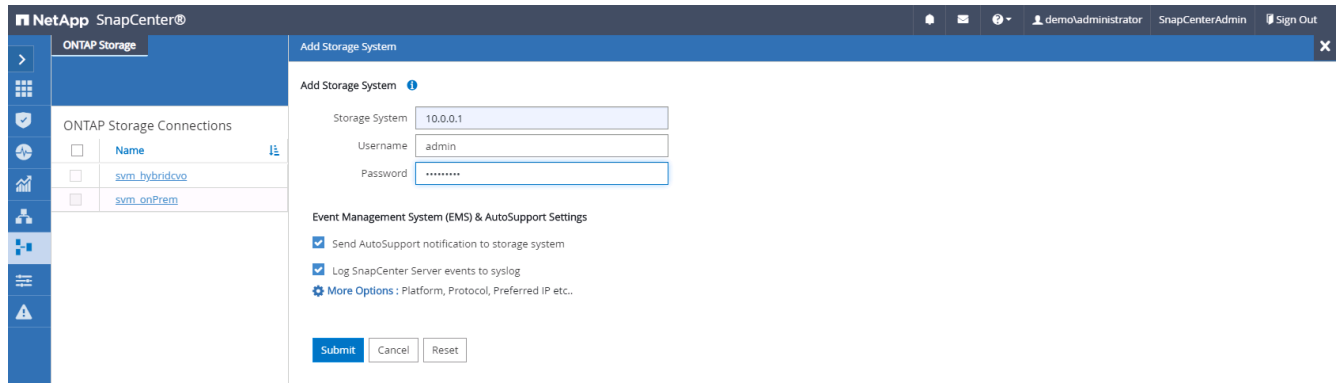 NetApp SnapCenter®
demo\administrator SnapCenterAdmin Sign Out
ONTAP Storage
Add Storage System
Add Storage System
ONTAP Storage Connections
Name
svm_hybridcvo
svm_onPrem
Storage System 10.0.0.1
Username admin
Password •••••••••
Event Management System (EMS) & AutoSupport Settings
Send AutoSupport notification to storage system
Log SnapCenter Server events to syslog
More Options : Platform, Protocol, Preferred IP etc..
Submit Cancel Reset